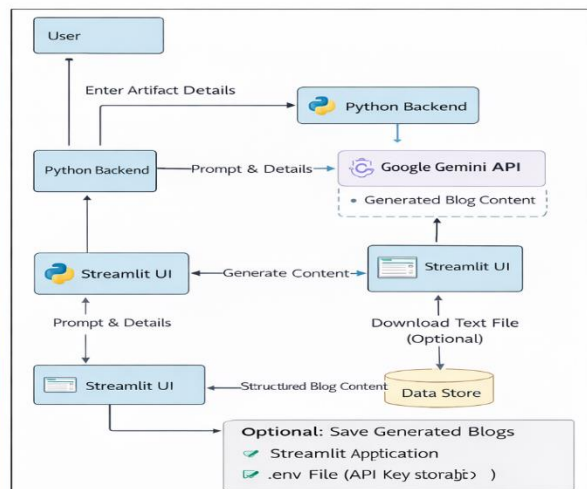 User
Enter Artifact Details
Python Backend
Python Backend
Prompt & Details
Google Gemini API
• Generated Blog Content
Streamlit UI
Generate Content
Streamlit UI
Prompt & Details
Download Text File
(Optional)
Streamlit UI
Structured Blog Content
Data Store
Optional: Save Generated Blogs
Streamlit Application
.env File (API Key